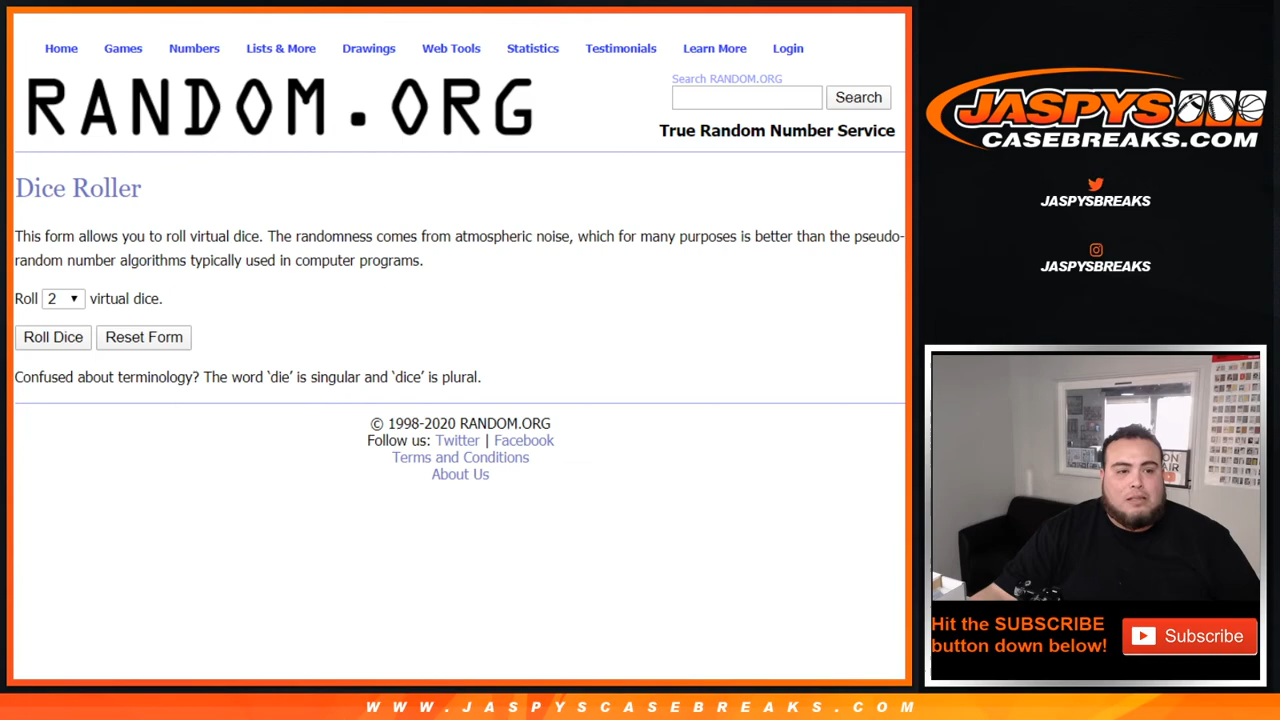 Home Games Numbers Lists & More Drawings Web Tools Statistics Testimonials Learn More Login
RANDOM.ORG
Search RANDOM.ORG
Search
True Random Number Service
Dice Roller
This form allows you to roll virtual dice. The randomness comes from atmospheric noise, which for many purposes is better than the pseudo-
random number algorithms typically used in computer programs.
Roll 2 virtual dice.
Roll Dice Reset Form
Confused about terminology? The word ‘die’ is singular and ‘dice’ is plural.
© 1998-2020 RANDOM.ORG
Follow us: Twitter | Facebook
Terms and Conditions
About Us
JASPYS
CASEBREAKS.COM
JASPYSBREAKS
JASPYSBREAKS
Hit the SUBSCRIBE
button down below!
Subscribe
WWW.JASPYSCASEBREAKS.COM